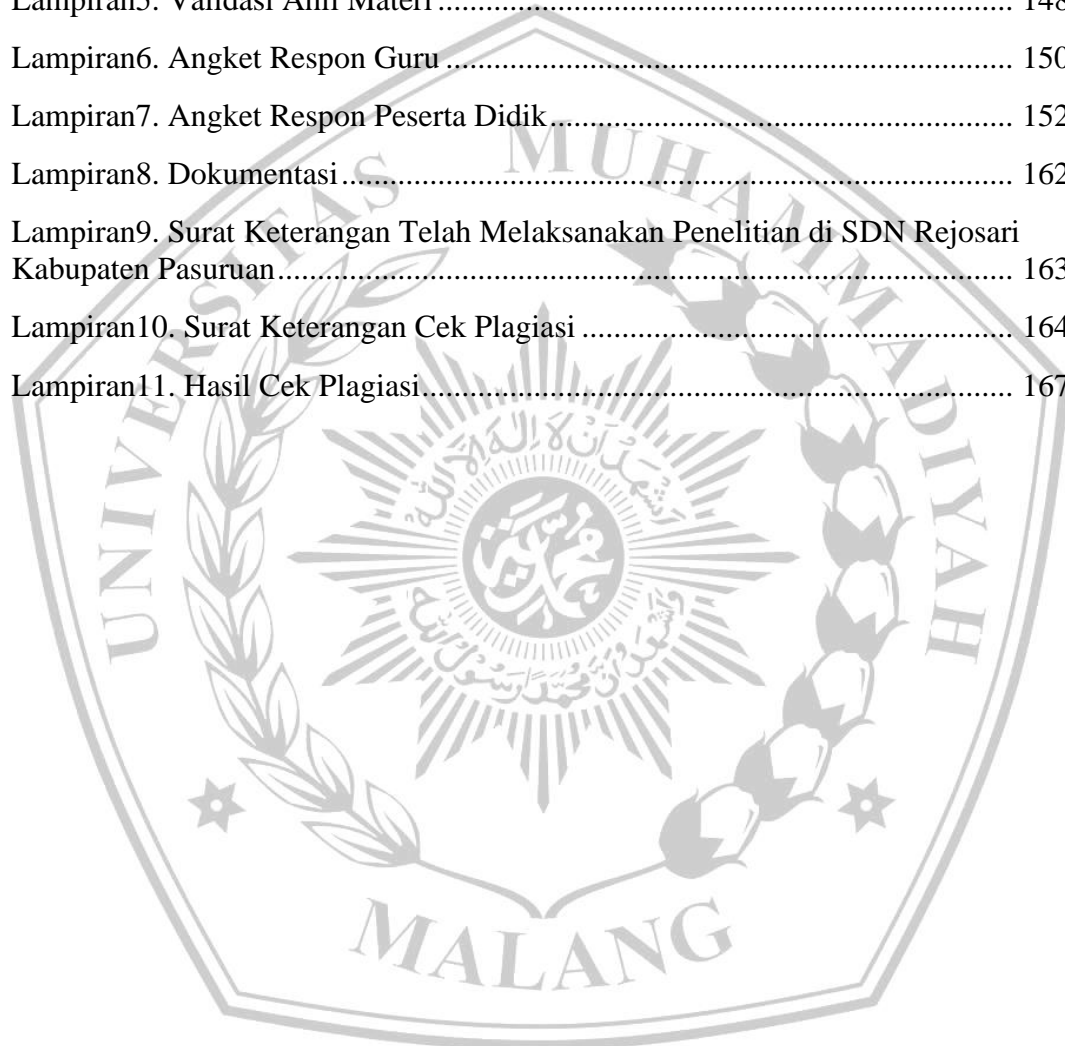 Lampiran5. Validasi Ahli Materi ........................................................................ 148
Lampiran6. Angket Respon Guru ....................................................................... 150
Lampiran7. Angket Respon Peserta Didik.......................................................... 152
Lampiran8. Dokumentasi.................................................................................... 162
Lampiran9. Surat Keterangan Telah Melaksanakan Penelitian di SDN Rejosari
Kabupaten Pasuruan............................................................................................ 163
Lampiran10. Surat Keterangan Cek Plagiasi ...................................................... 164
Lampiran11. Hasil Cek Plagiasi.......................................................................... 167
UNIVERSITAS MUHAMMADIYAH
اَشْهَدُ اَنْ لَا اِلٰهَ اِلَّا اللّٰهُ
وَاَشْهَدُ اَنَّ مُحَمَّدًا رَسُوْلُ اللّٰهِ
MALANG